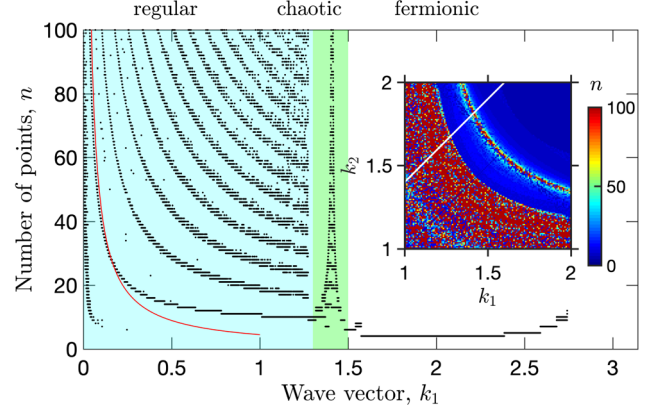 regular chaotic fermionic
100
80
60
40
20
0
Number of points, n
0 0.5 1 1.5 2 2.5 3
Wave vector, k₁
2
1.5
1
k₂
1 1.5 2
k₁
n
100
50
0